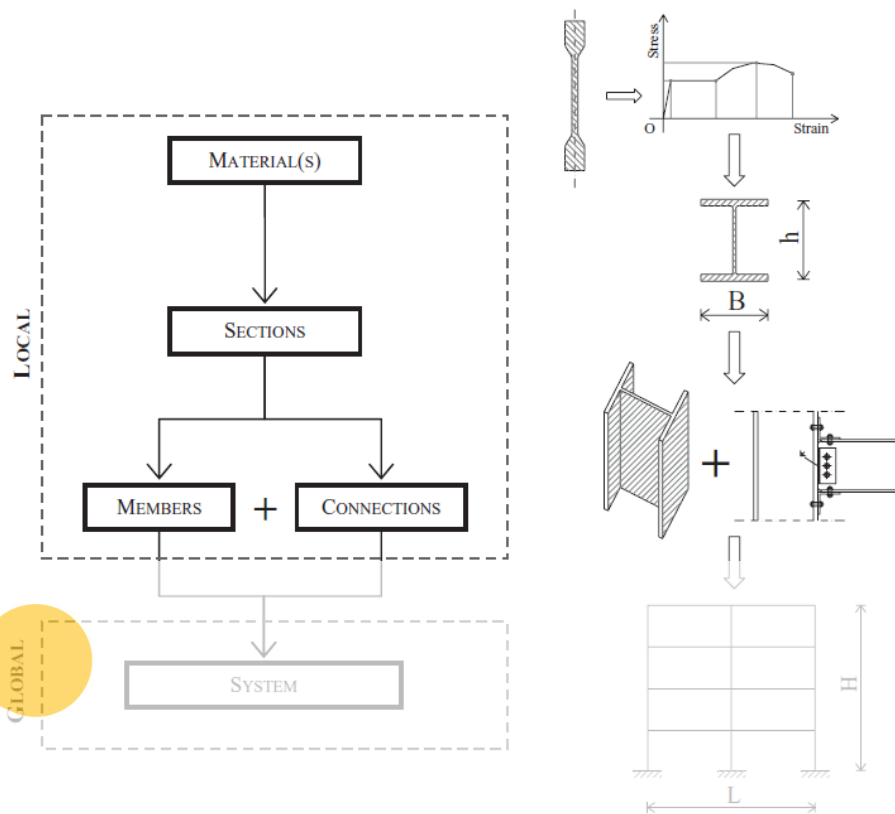 Stress
O
Strain
MATERIAL(S)
h
B
LOCAL
SECTIONS
MEMBERS
+
CONNECTIONS
+
GLOBAL
SYSTEM
H
L